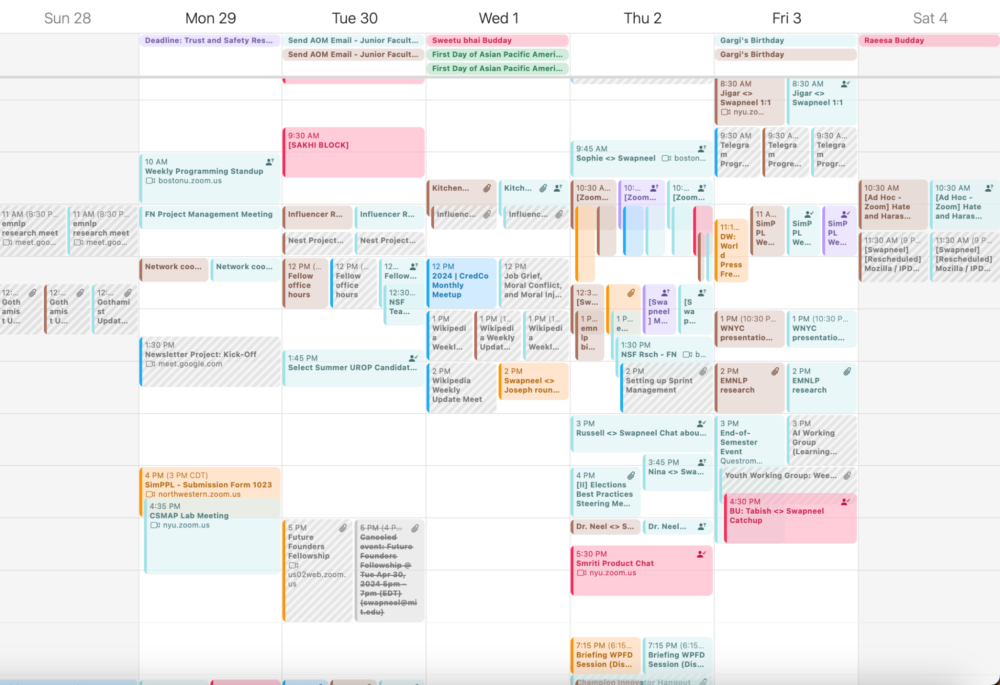 Sun 28
Mon 29
Tue 30
Wed 1
Thu 2
Fri 3
Sat 4
Deadline: Trust and Safety Res...
Send AOM Email - Junior Facult...
Send AOM Email - Junior Facult...
Sweetu bhai Budday
First Day of Asian Pacific Ameri...
First Day of Asian Pacific Ameri...
Gargi's Birthday
Gargi's Birthday
Raeesa Budday
11 AM (8:30 P...
emnlp
research meet
meet.goo...
11 AM (8:30 P...
emnlp
research meet
meet.goo...
12:...
Goth
amis
t U...
12:...
Goth
amis
t U...
12:...
Gothami
st
Updat...
10 AM
Weekly Programming Standup
bostonu.zoom.us
FN Project Management Meeting
Network coo...
Network coo...
1:30 PM
Newsletter Project: Kick-Off
meet.google.com
4 PM (3 PM CDT)
SimPPL - Submission Form 1023
northwestern.zoom.us
4:35 PM
CSMAP Lab Meeting
nyu.zoom.us
9:30 AM
[SAKHI BLOCK]
Influencer R...
Influencer R...
Nest Project...
Nest Project...
12 PM (...
Fellow
office
hours
12 PM (...
Fellow
office
hours
12...
Fellow...
12:30...
NSF
Tea...
1:45 PM
Select Summer UROP Candidat...
5 PM
Future
Founders
Fellowship
us02web.zoom.
us
5 PM (4 P...
Canceled
event: Future
Founders
Fellowship @
Tue Apr 30,
2024 5pm -
7pm (EDT)
(swapneel@mi
t.edu)
Kitchen...
Kitch...
Influenc...
Influenc...
12 PM
2024 | CredCo
Monthly
Meetup
12 PM
Job Grief,
Moral Conflict,
and Moral Inj...
1 PM
Wikipedi
a
Weekl...
1 PM (1...
Wikipedi
a Weekly
Updat...
1 PM (1...
Wikipedi
a
Weekl...
2 PM
Wikipedia
Weekly
Update Meet
2 PM
Swapneel <>
Joseph roun...
9:45 AM
Sophie <> Swapneel boston...
10:30 A...
[Zoom...
10:...
[Zoom...
10:...
[Zoom...
12:3...
[Sw...
[Swa
pneel
] M...
[S
wa
p...
1 P...
emn
lp
bi...
1 P...
e...
1:30 PM
NSF Rsch - FN b...
2 PM
Setting up Sprint
Management
3 PM
Russell <> Swapneel Chat abou...
3:45 PM
Nina <> Swa...
4 PM
[II] Elections
Best Practices
Steering Me...
Dr. Neel <> S...
Dr. Neel...
5:30 PM
Smriti Product Chat
nyu.zoom.us
7:15 PM (6:15...
Briefing WPFD
Session (Dis...
7:15 PM (6:15...
Briefing WPFD
Session (Dis...
Champion Innovator Hangout
8:30 AM
Jigar <>
Swapneel 1:1
nyu.zo...
8:30 AM
Jigar <>
Swapneel 1:1
9:30 AM
Telegra
m
Progr...
9:30 A...
Telegra
m
Progre...
9:30 A...
Telegra
m
Progr...
11:1...
DW:
Worl
d
Press
Fre...
11 A...
SimP
PL
We...
SimP
PL
We...
SimP
PL
We...
1 PM (10:30 P...
WNYC
presentatio...
1 PM (10:30 P...
WNYC
presentatio...
2 PM
EMNLP
research
2 PM
EMNLP
research
3 PM
End-of-
Semester
Event
Questrom...
3 PM
AI Working
Group
(Learning...
Youth Working Group: Wee...
4:30 PM
BU: Tabish <> Swapneel
Catchup
10:30 AM
[Ad Hoc -
Zoom] Hate
and Haras...
10:30 AM
[Ad Hoc -
Zoom] Hate
and Haras...
11:30 AM (9 P...
[Swapneel]
[Rescheduled]
Mozilla / IPD...
11:30 AM (9 P...
[Swapneel]
[Rescheduled]
Mozilla / IPD...